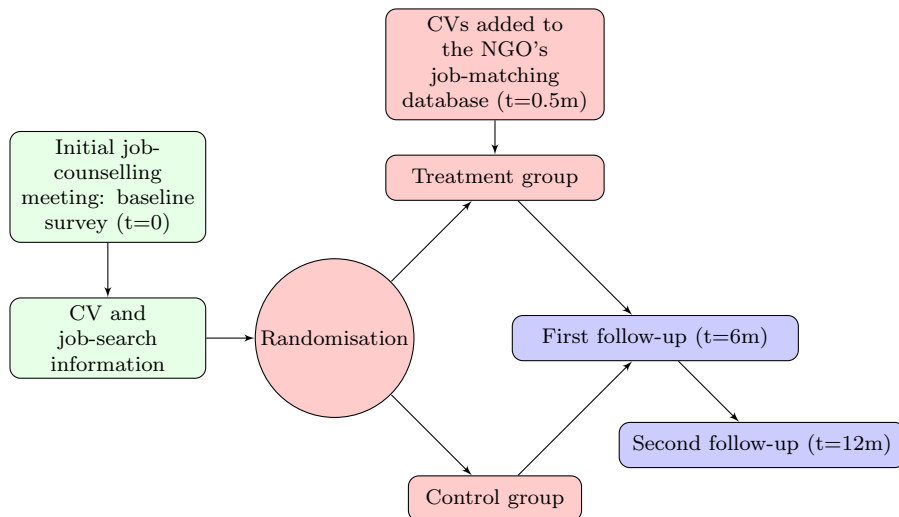 CVs added to
the NGO's
job-matching
database (t=0.5m)
Initial job-
counselling
meeting: baseline
survey (t=0)
Treatment group
CV and
job-search
information
Randomisation
First follow-up (t=6m)
Second follow-up (t=12m)
Control group